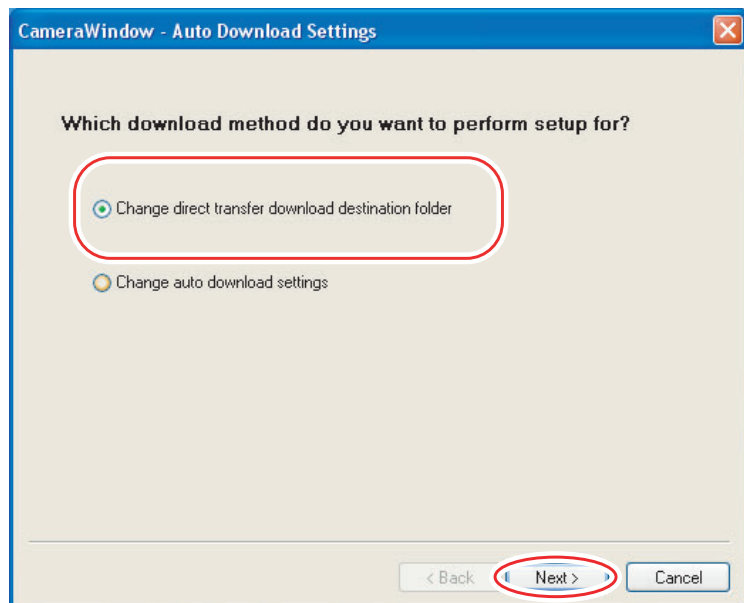 CameraWindow - Auto Download Settings
Which download method do you want to perform setup for?
Change direct transfer download destination folder
Change auto download settings
< Back
Next >
Cancel